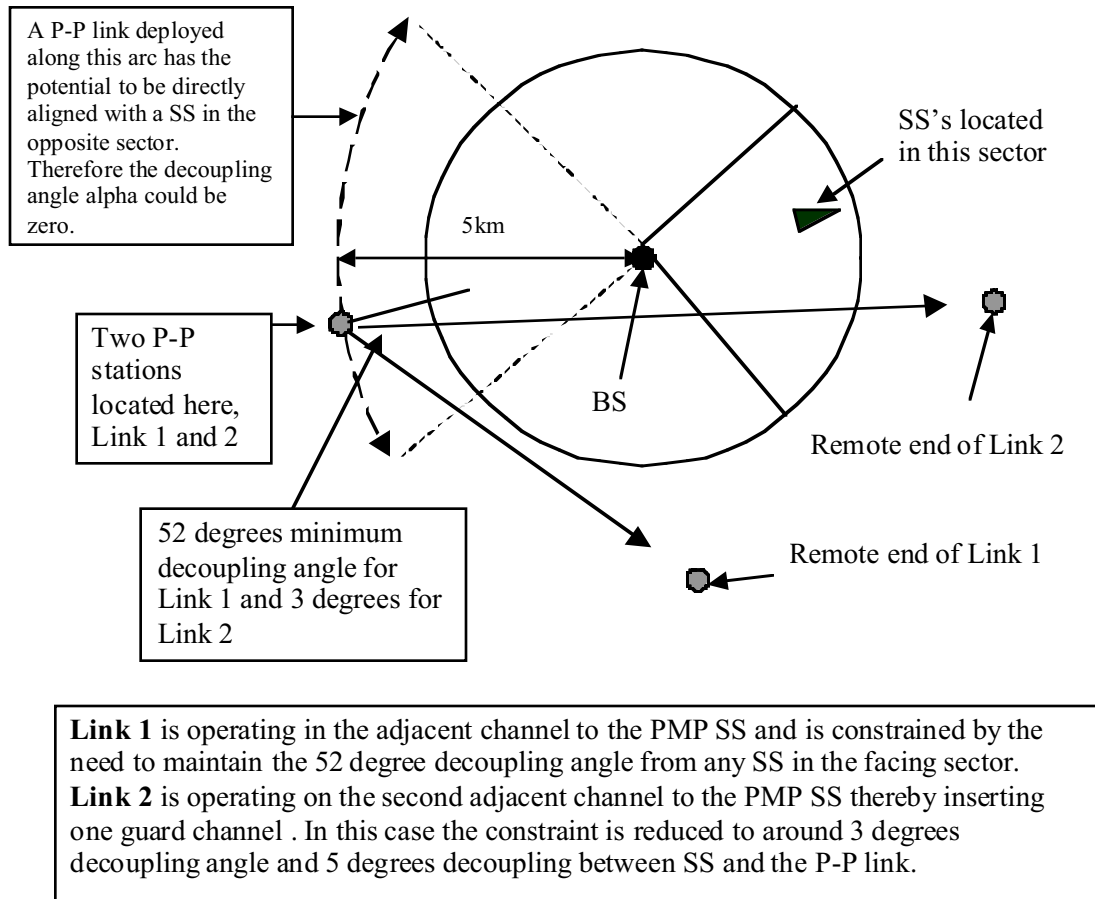 A P-P link deployed
along this arc has the
potential to be directly
aligned with a SS in the
opposite sector.
Therefore the decoupling
angle alpha could be
zero.
SS's located
in this sector
5km
Two P-P
stations
located here,
Link 1 and 2
BS
Remote end of Link 2
52 degrees minimum
decoupling angle for
Link 1 and 3 degrees for
Link 2
Remote end of Link 1
Link 1 is operating in the adjacent channel to the PMP SS and is constrained by the
need to maintain the 52 degree decoupling angle from any SS in the facing sector.
Link 2 is operating on the second adjacent channel to the PMP SS thereby inserting
one guard channel . In this case the constraint is reduced to around 3 degrees
decoupling angle and 5 degrees decoupling between SS and the P-P link.